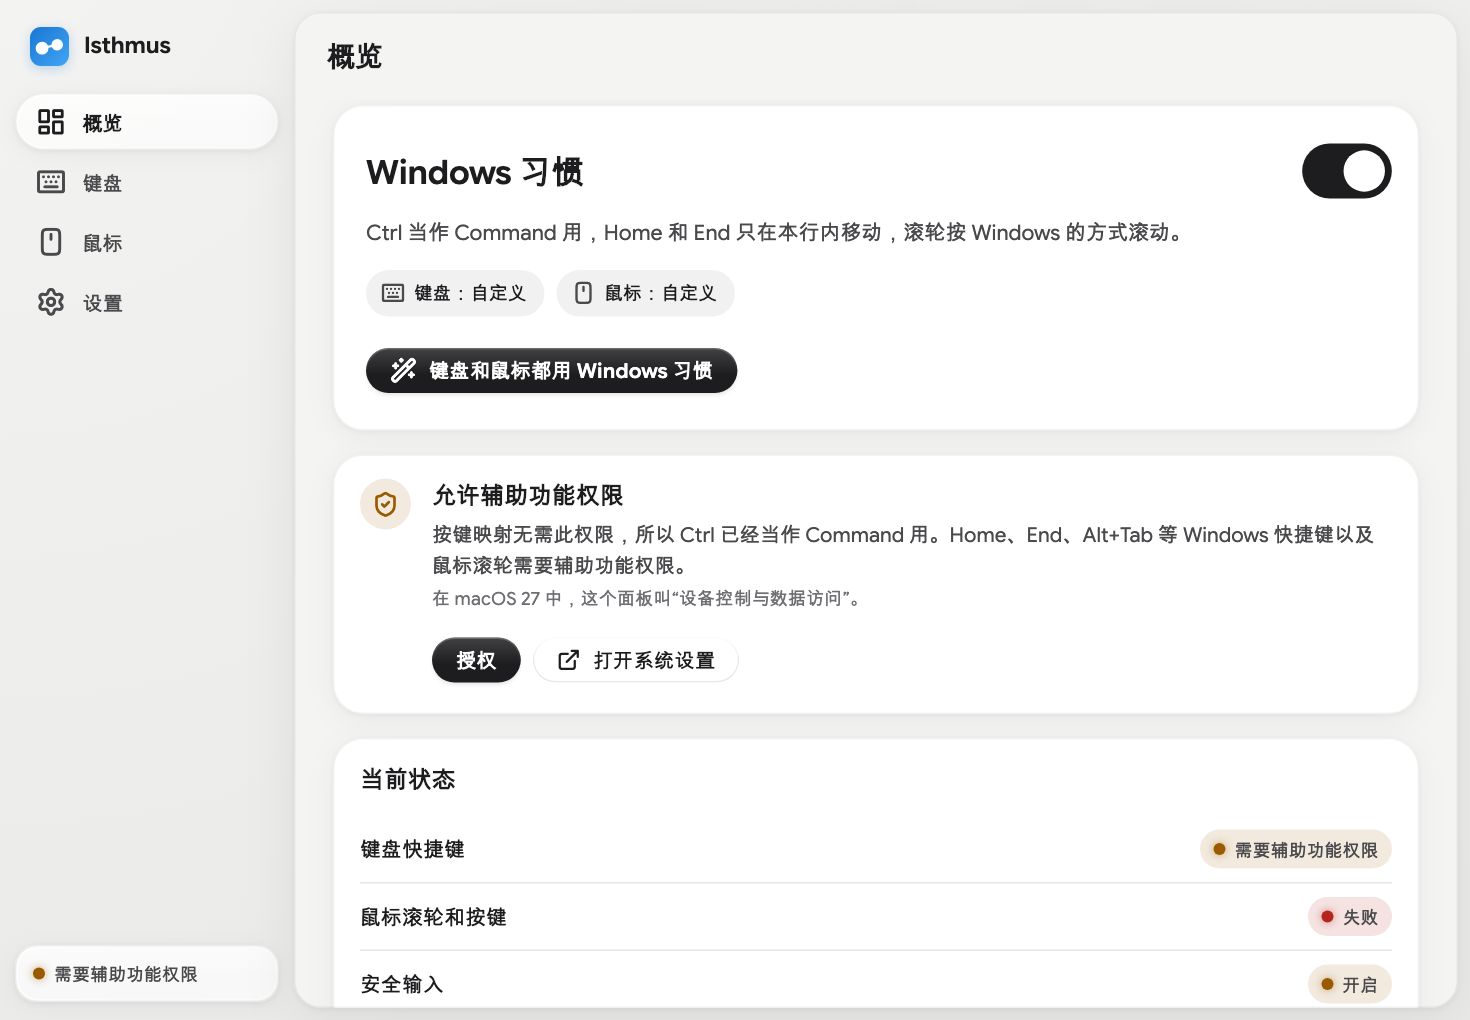 Isthmus
概览
键盘
鼠标
设置
需要辅助功能权限
概览
Windows 习惯
Ctrl 当作 Command 用，Home 和 End 只在本行内移动，滚轮按 Windows 的方式滚动。
键盘：自定义
鼠标：自定义
键盘和鼠标都用 Windows 习惯
允许辅助功能权限
按键映射无需此权限，所以 Ctrl 已经当作 Command 用。Home、End、Alt+Tab 等 Windows 快捷键以及
鼠标滚轮需要辅助功能权限。
在 macOS 27 中，这个面板叫“设备控制与数据访问”。
授权
打开系统设置
当前状态
键盘快捷键
需要辅助功能权限
鼠标滚轮和按键
失败
安全输入
开启